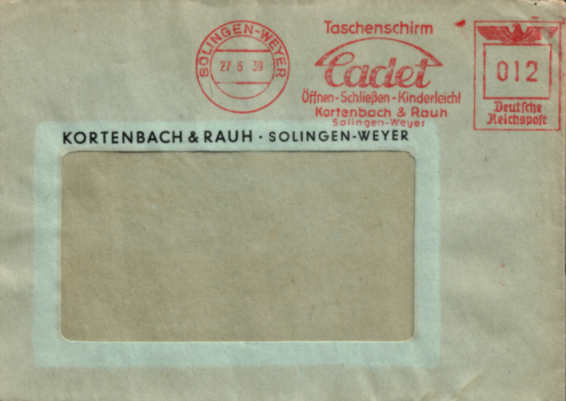 SOLINGEN-WEYER
27 6 39
Taschenschirm
Cadet
Öffnen-Schließen-Kinderleicht
Kortenbach & Rauh
Solingen-Weyer
012
Deutsche
Reichspost
KORTENBACH & RAUH · SOLINGEN-WEYER